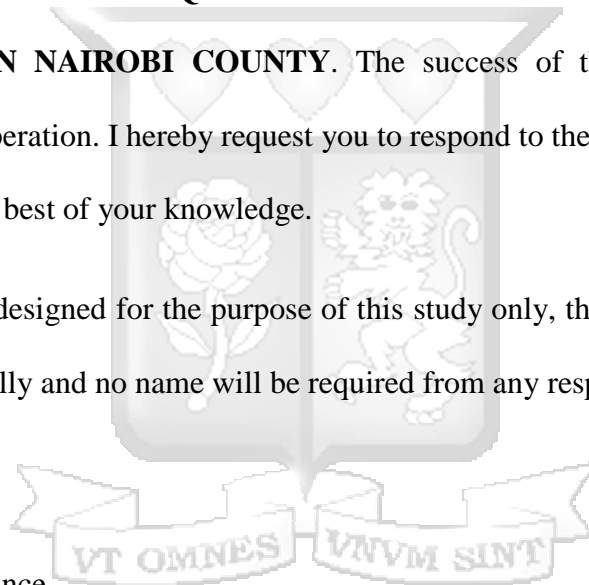 N NAIROBI COUNTY. The success of t
peration. I hereby request you to respond to the
best of your knowledge.
designed for the purpose of this study only, th
lly and no name will be required from any resp
VT OMNES VNVM SINT
nce